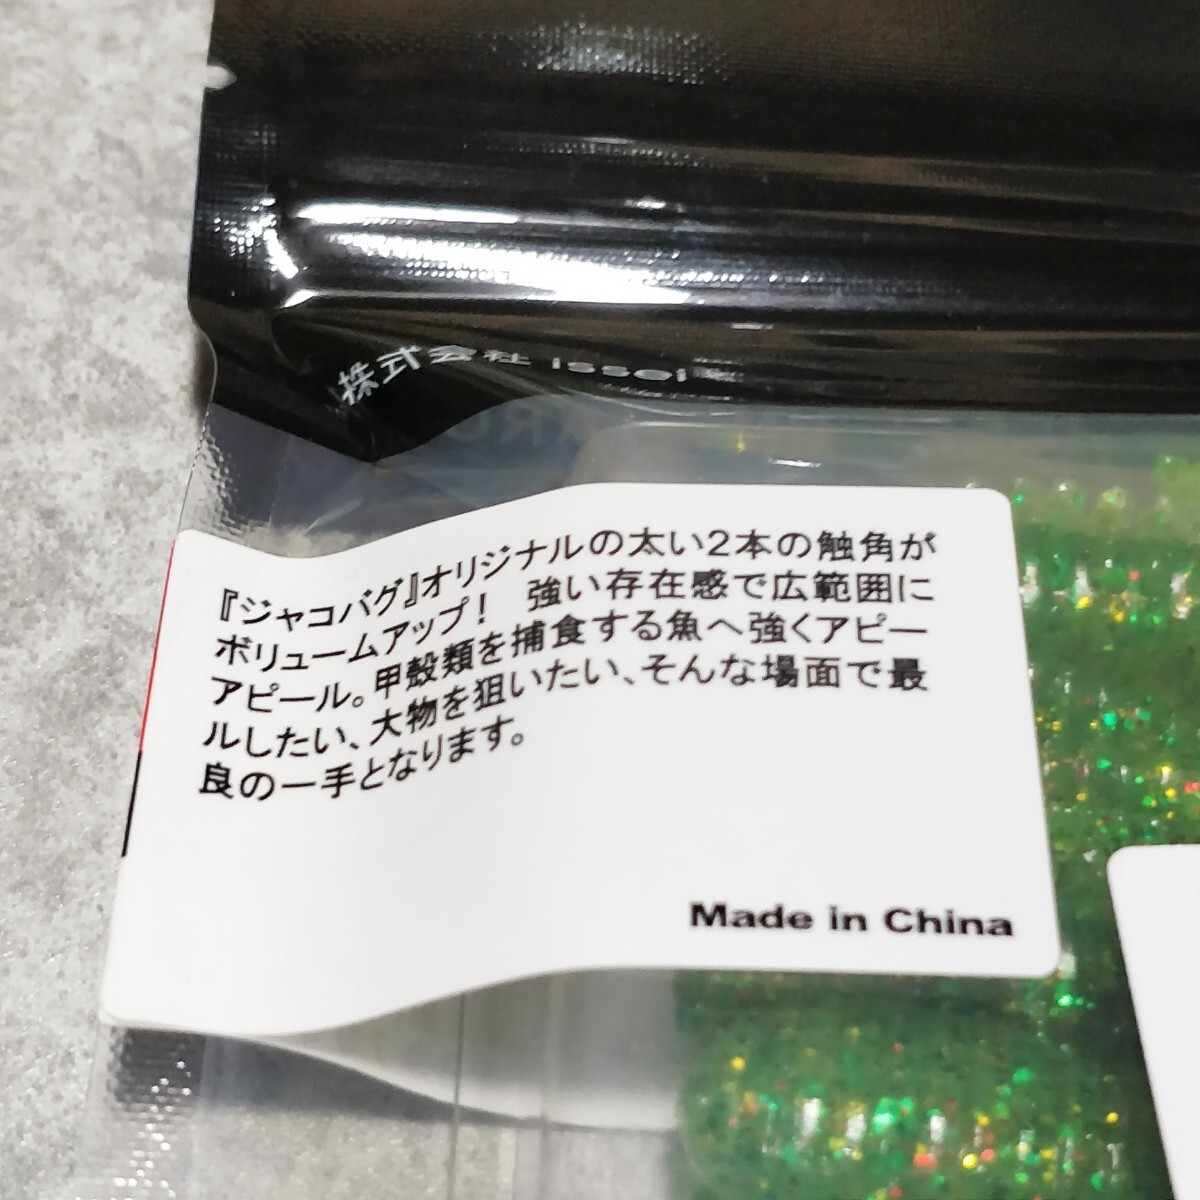 株式会社 issei
『ジャコバグ』オリジナルの太い2本の触角が
ボリュームアップ！ 強い存在感で広範囲に
アピール。甲殻類を捕食する魚へ強くアピー
ルしたい、大物を狙いたい、そんな場面で最
良の一手となります。
Made in China